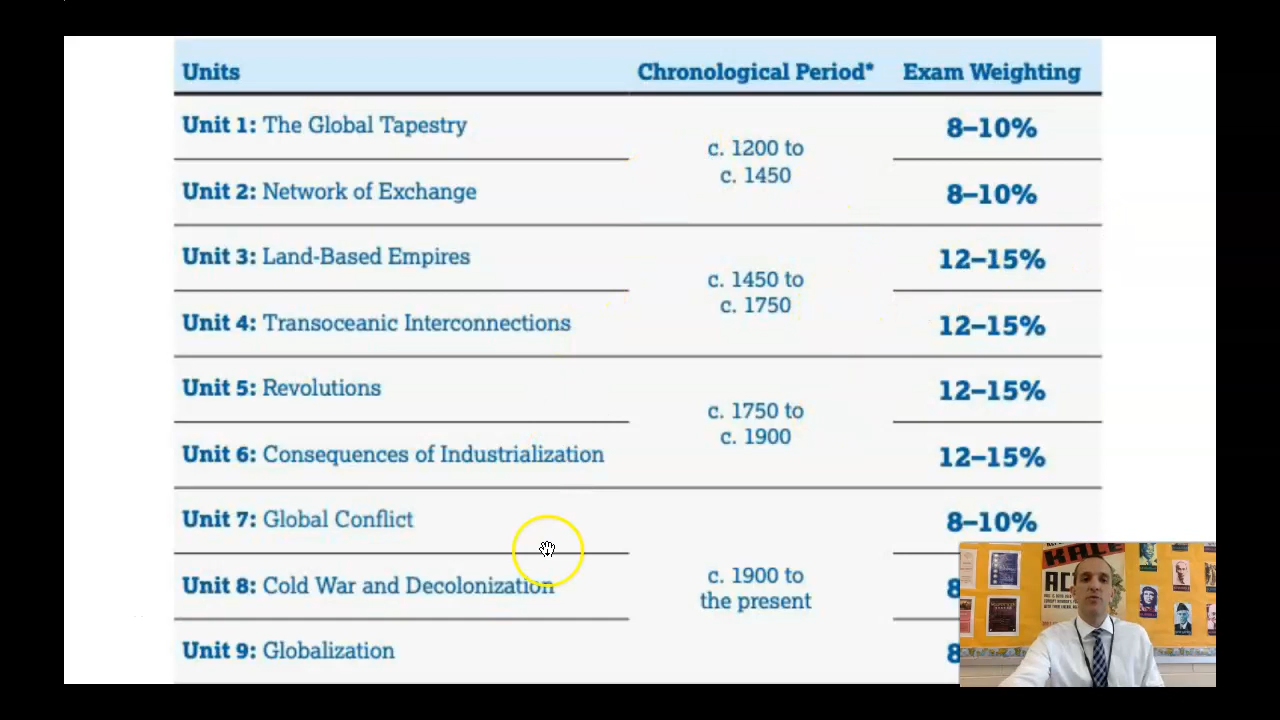 Units Chronological Period* Exam Weighting
Unit 1: The Global Tapestry 8–10%
c. 1200 to
c. 1450
Unit 2: Network of Exchange 8–10%
Unit 3: Land-Based Empires 12–15%
c. 1450 to
c. 1750
Unit 4: Transoceanic Interconnections 12–15%
Unit 5: Revolutions 12–15%
c. 1750 to
c. 1900
Unit 6: Consequences of Industrialization 12–15%
Unit 7: Global Conflict 8–10%
c. 1900 to
the present
Unit 8: Cold War and Decolonization 8
Unit 9: Globalization 8
KALE